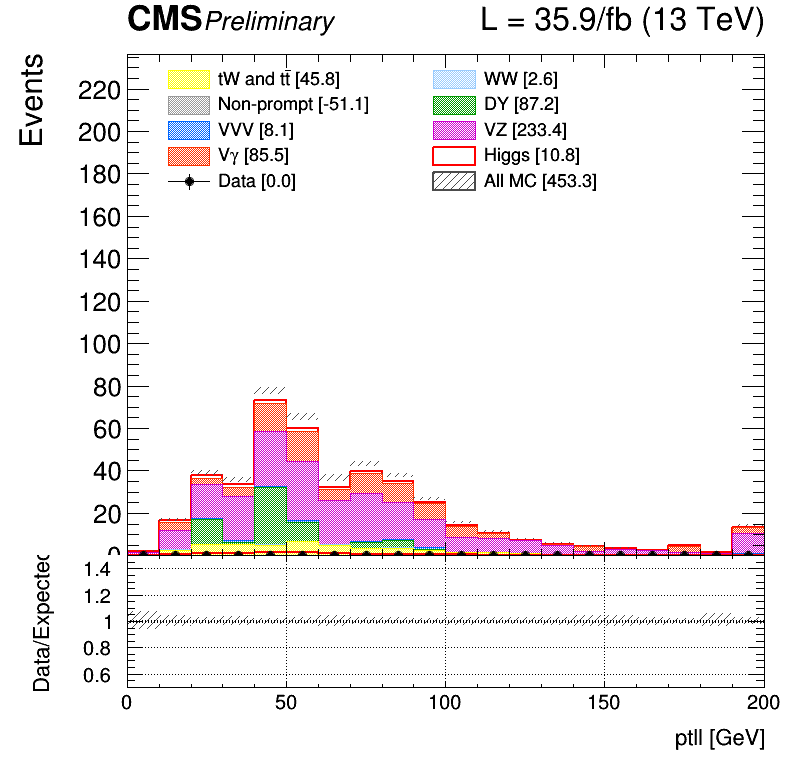 CMS Preliminary L = 35.9/fb (13 TeV)
Events
220
200
180
160
140
120
100
80
60
40
20
0
tW and tt̄ [45.8]
Non-prompt [-51.1]
VVV [8.1]
Vγ [85.5]
Data [0.0]
WW [2.6]
DY [87.2]
VZ [233.4]
Higgs [10.8]
All MC [453.3]
Data/Expected
1.4
1.2
1
0.8
0.6
0 50 100 150 200
ptll [GeV]